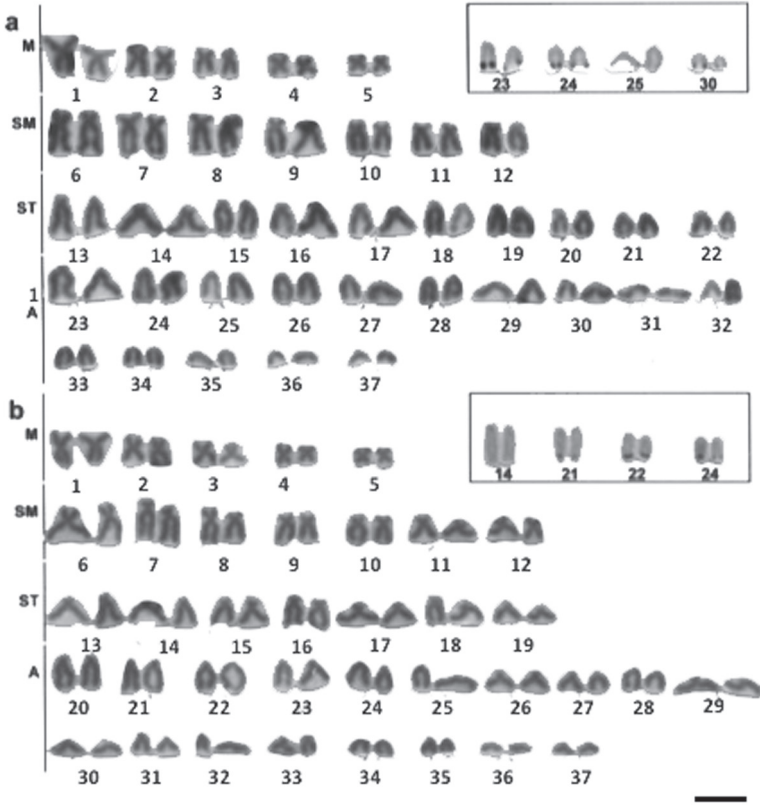 a
M
1 2 3 4 5
23 24 25 30
SM
6 7 8 9 10 11 12
ST
13 14 15 16 17 18 19 20 21 22
1
A
23 24 25 26 27 28 29 30 31 32
33 34 35 36 37
b
M
1 2 3 4 5
14 21 22 24
SM
6 7 8 9 10 11 12
ST
13 14 15 16 17 18 19
A
20 21 22 23 24 25 26 27 28 29
30 31 32 33 34 35 36 37